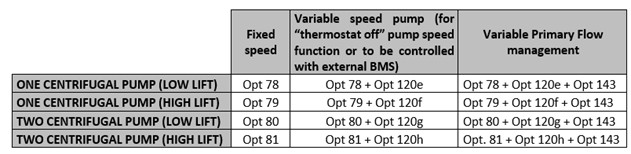 Fixed speed
Variable speed pump (for "thermostat off" pump speed function or to be controlled with external BMS)
Variable Primary Flow management
ONE CENTRIFUGAL PUMP (LOW LIFT) Opt 78 Opt 78 + Opt 120e Opt 78 + Opt 120e + Opt 143
ONE CENTRIFUGAL PUMP (HIGH LIFT) Opt 79 Opt 79 + Opt 120f Opt 79 + Opt 120f + Opt 143
TWO CENTRIFUGAL PUMP (LOW LIFT) Opt 80 Opt 80 + Opt 120g Opt 80 + Opt 120g + Opt 143
TWO CENTRIFUGAL PUMP (HIGH LIFT) Opt 81 Opt 81 + Opt 120h Opt. 81 + Opt 120h + Opt 143